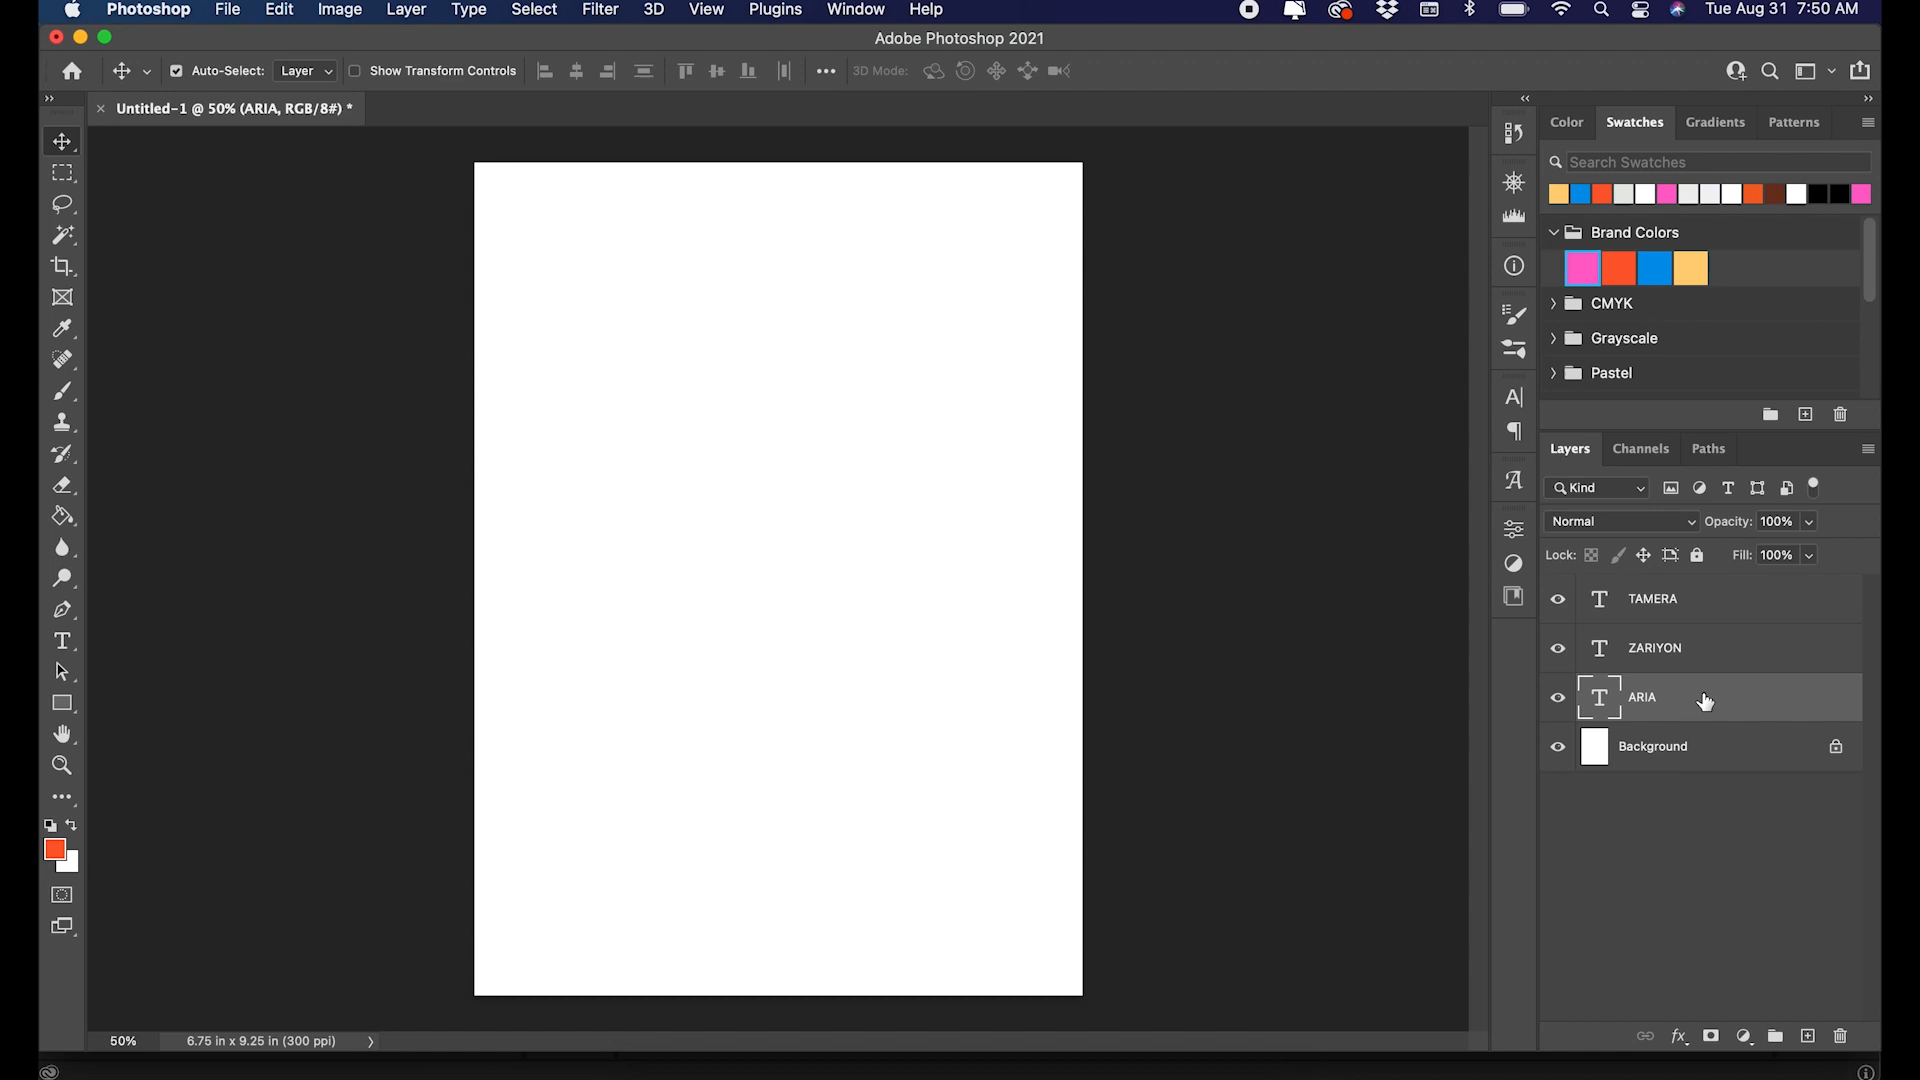 Photoshop File Edit Image Layer Type Select Filter 3D View Plugins Window Help Tue Aug 31 7:50 AM
Adobe Photoshop 2021
Auto-Select: Layer Show Transform Controls 3D Mode:
Untitled-1 @ 50% (ARIA, RGB/8#) *
Color Swatches Gradients Patterns
Search Swatches
Brand Colors
CMYK
Grayscale
Pastel
Layers Channels Paths
Kind
Normal Opacity: 100%
Lock: Fill: 100%
TAMERA
ZARIYON
ARIA
Background
50% 6.75 in x 9.25 in (300 ppi)